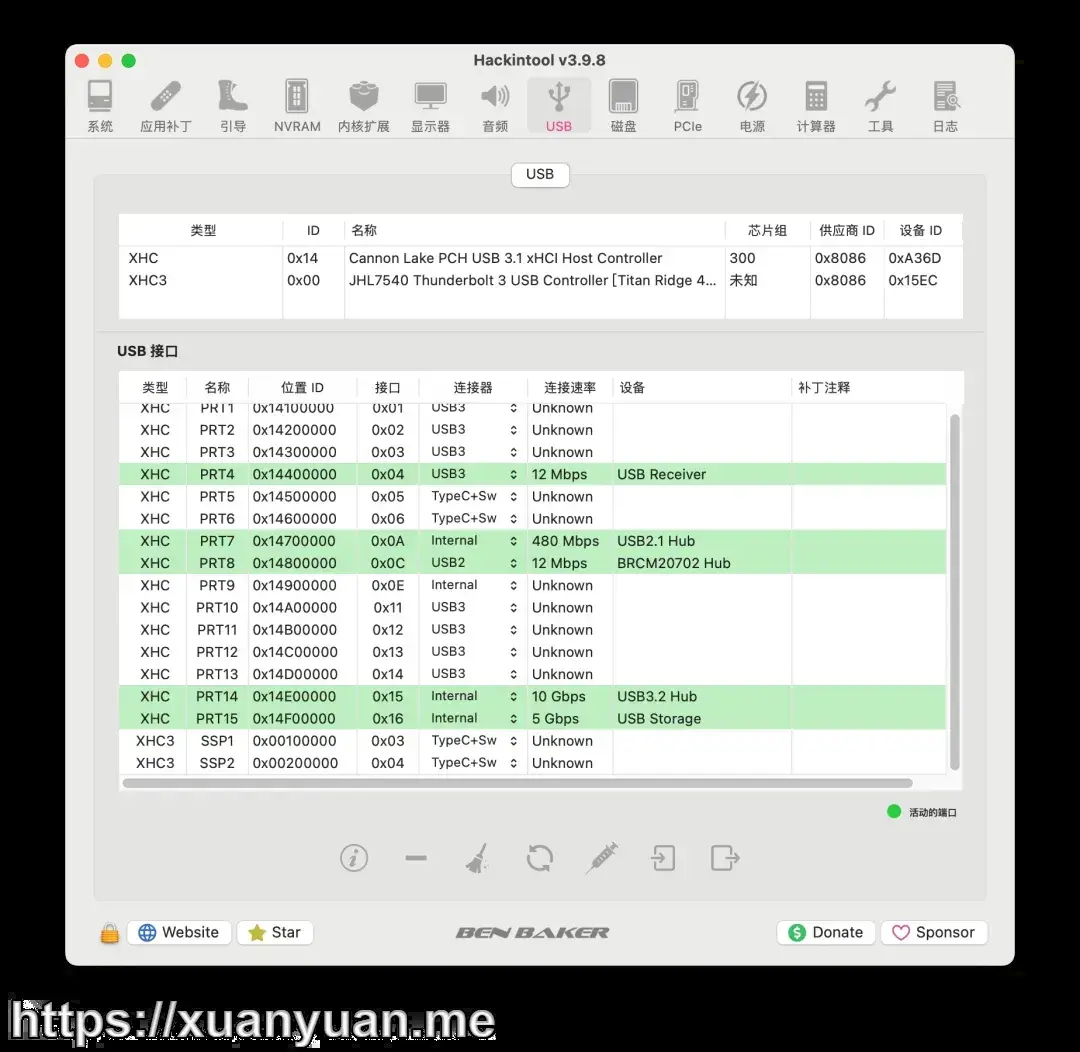 Hackintool v3.9.8
系统 应用补丁 引导 NVRAM 内核扩展 显示器 音频 USB 磁盘 PCIe 电源 计算器 工具 日志
USB
类型 ID 名称 芯片组 供应商 ID 设备 ID
XHC 0x14 Cannon Lake PCH USB 3.1 xHCI Host Controller 300 0x8086 0xA36D
XHC3 0x00 JHL7540 Thunderbolt 3 USB Controller [Titan Ridge 4... 未知 0x8086 0x15EC
USB 接口
类型 名称 位置 ID 接口 连接器 连接速率 设备 补丁注释
XHC PRT1 0x14100000 0x01 USB3 Unknown
XHC PRT2 0x14200000 0x02 USB3 Unknown
XHC PRT3 0x14300000 0x03 USB3 Unknown
XHC PRT4 0x14400000 0x04 USB3 12 Mbps USB Receiver
XHC PRT5 0x14500000 0x05 TypeC+Sw Unknown
XHC PRT6 0x14600000 0x06 TypeC+Sw Unknown
XHC PRT7 0x14700000 0x0A Internal 480 Mbps USB2.1 Hub
XHC PRT8 0x14800000 0x0C USB2 12 Mbps BRCM20702 Hub
XHC PRT9 0x14900000 0x0E Internal Unknown
XHC PRT10 0x14A00000 0x11 USB3 Unknown
XHC PRT11 0x14B00000 0x12 USB3 Unknown
XHC PRT12 0x14C00000 0x13 USB3 Unknown
XHC PRT13 0x14D00000 0x14 USB3 Unknown
XHC PRT14 0x14E00000 0x15 Internal 10 Gbps USB3.2 Hub
XHC PRT15 0x14F00000 0x16 Internal 5 Gbps USB Storage
XHC3 SSP1 0x00100000 0x03 TypeC+Sw Unknown
XHC3 SSP2 0x00200000 0x04 TypeC+Sw Unknown
活动的端口
Website Star BEN BAKER Donate Sponsor
https://xuanyuan.me